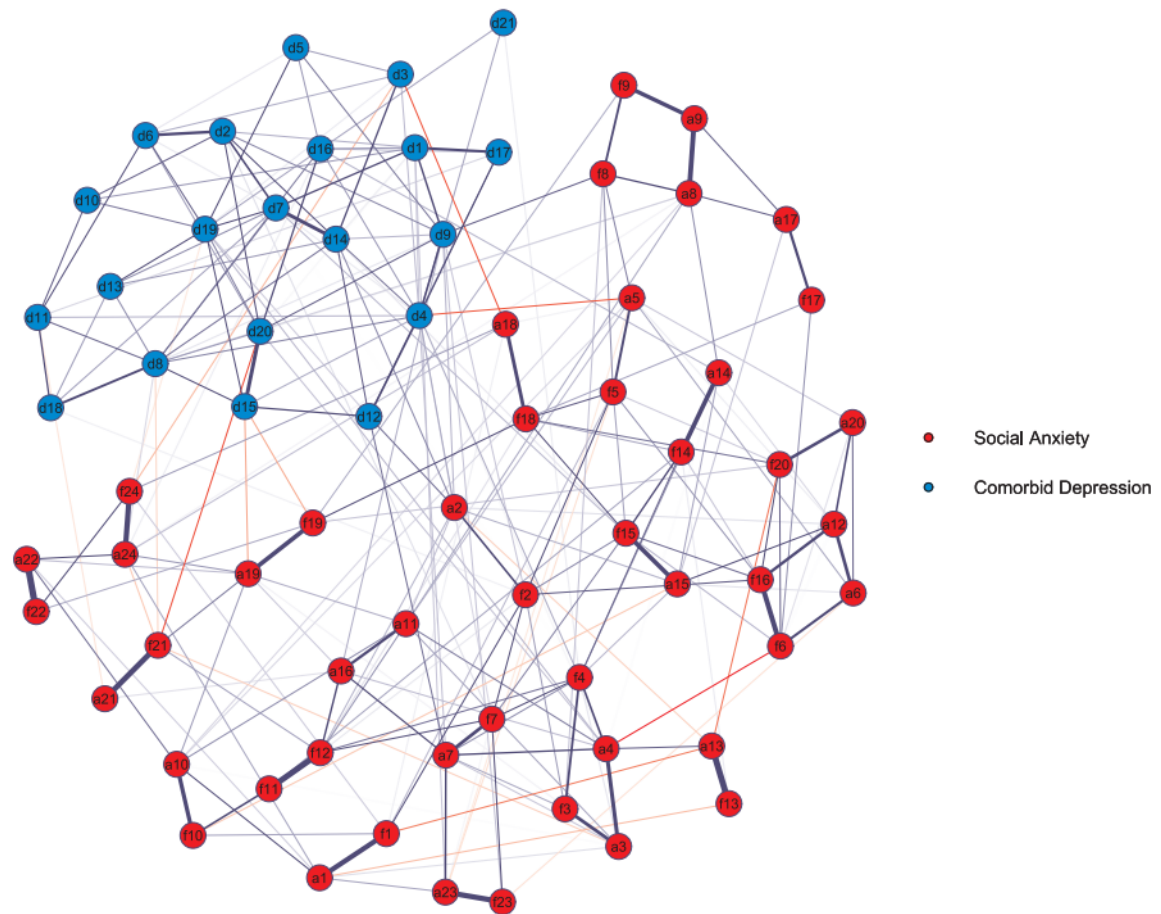 d21
d5
d3
f9
a9
d6
d2
d16
d1
d17
f8
a8
d10
d7
a17
d19
d14
d9
d13
a5
f17
d11
d4
a18
d20
d8
a14
f5
d18
d15
d12
f18
a20
Social Anxiety
f14
f20
f24
Comorbid Depression
a2
f19
a12
f15
a24
a22
a19
f16
a15
f2
a6
f22
a11
f21
f6
a16
f4
a21
f7
f12
a7
a4
a13
a10
f11
f13
f3
f10
f1
a3
a1
a23
f23